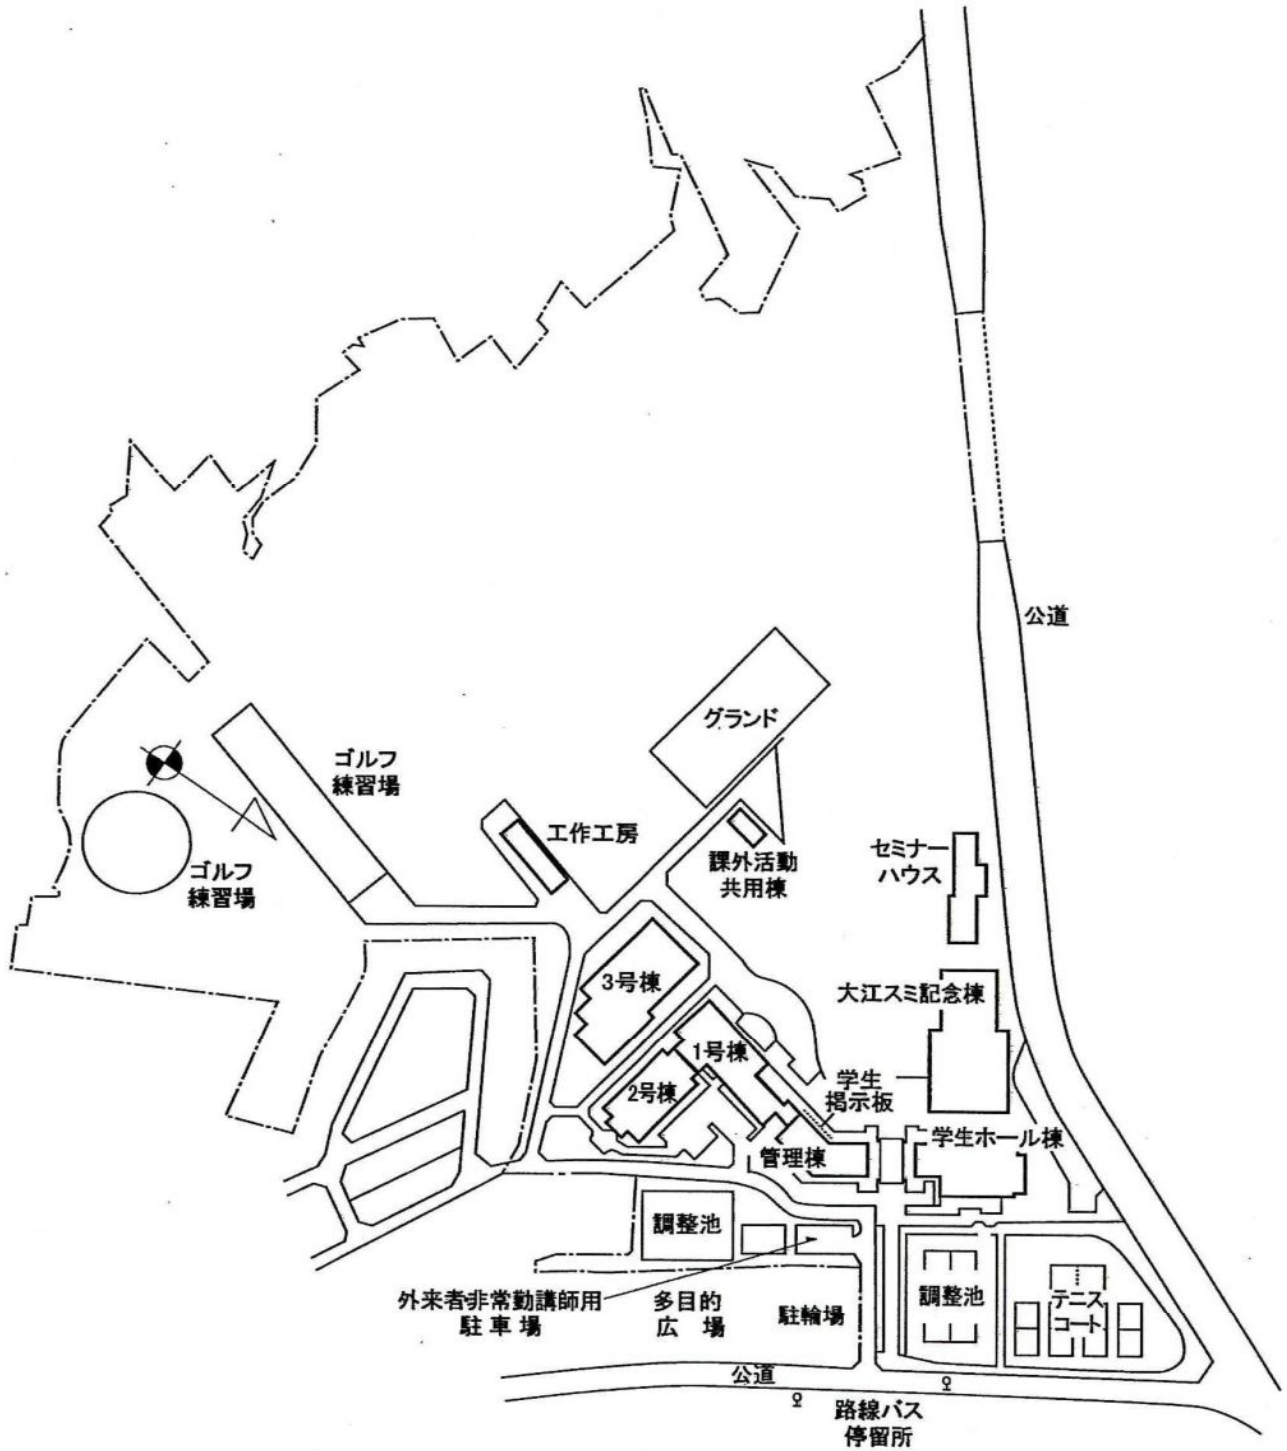 公道
グランド
ゴルフ
練習場
ゴルフ
練習場
工作工房
課外活動
共用棟
セミナー
ハウス
3号棟
大江スミ記念棟
1号棟
2号棟
学生
掲示板
管理棟
学生ホール棟
調整池
外来者非常勤講師用
駐車場
多目的
広場
駐輪場
調整池
テニス
コート
公道
路線バス
停留所